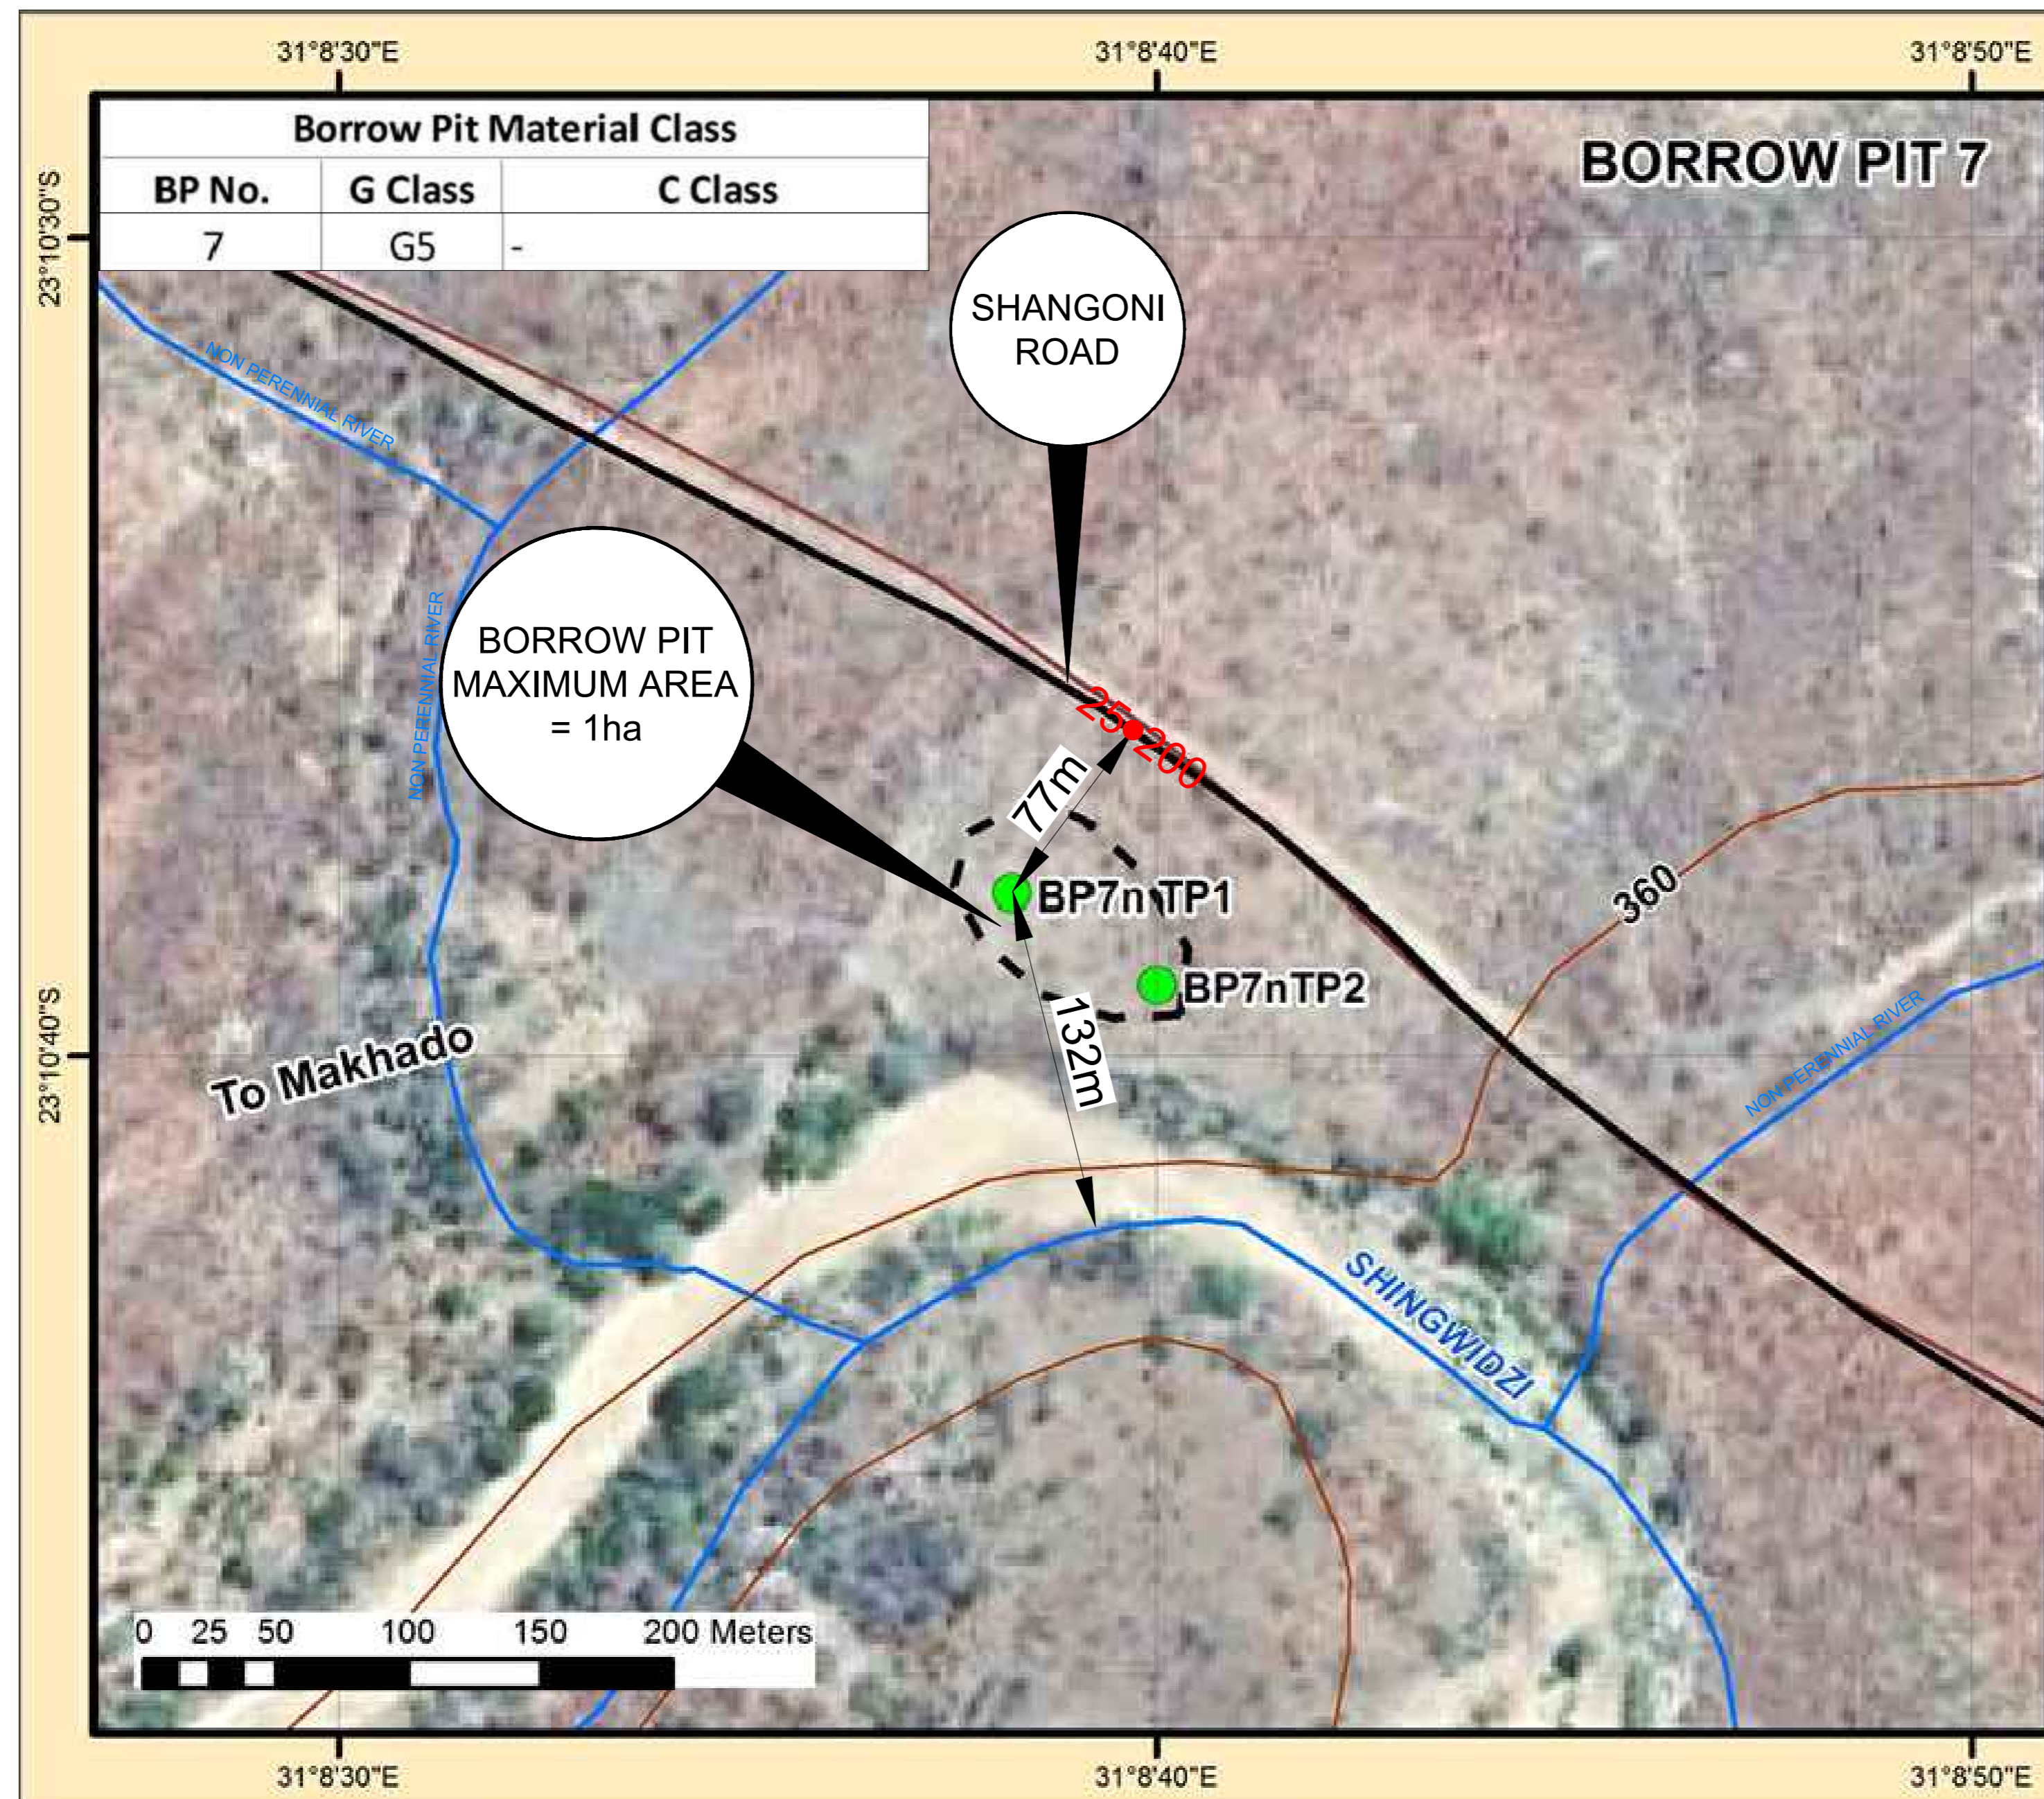 31°8'30"E
31°8'40"E
31°8'50"E
Borrow Pit Material Class
BP No. G Class C Class
7 G5 -
BORROW PIT 7
23°10'30"S
SHANGONI
ROAD
NON PERENNIAL RIVER
NON PERENNIAL RIVER
BORROW PIT
MAXIMUM AREA
= 1ha
25 200
77m
BP7nTP1
360
BP7nTP2
NON PERENNIAL RIVER
23°10'40"S
To Makhado
132m
SHINGWIDZI
0 25 50 100 150 200 Meters
31°8'30"E
31°8'40"E
31°8'50"E